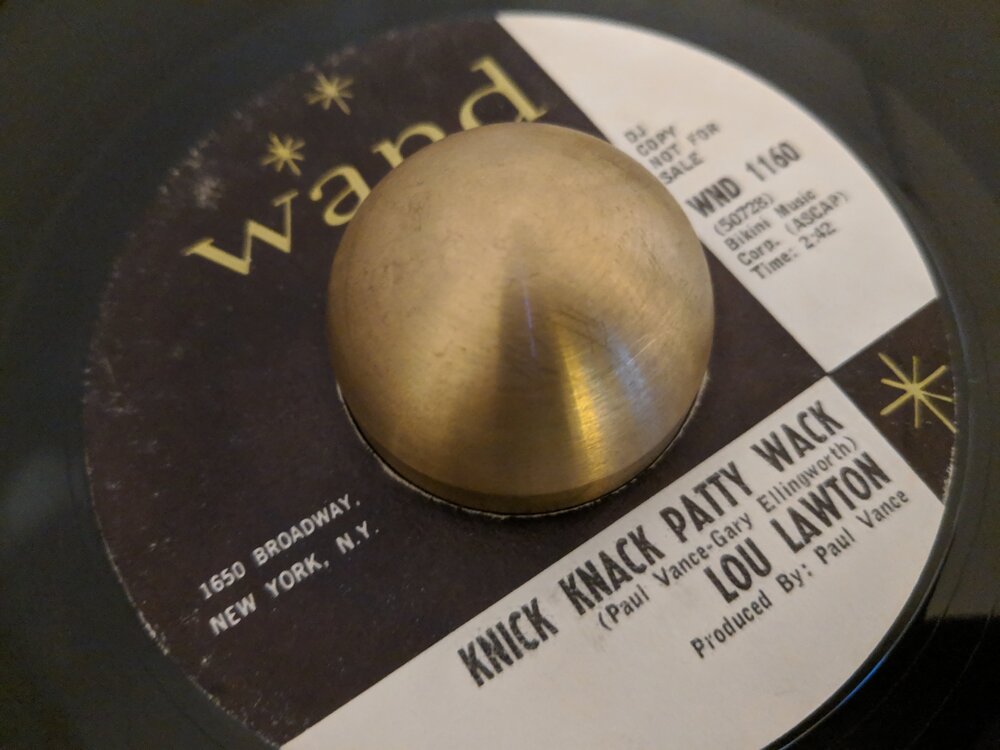 wand
DJ
COPY
NOT FOR
SALE
WND 1160
(50728)
Bikini Music
Corp. (ASCAP)
Time: 2:42
1650 BROADWAY,
NEW YORK, N.Y.
KNICK KNACK PATTY WACK
(Paul Vance-Gary Ellingworth)
LOU LAWTON
Produced By: Paul Vance